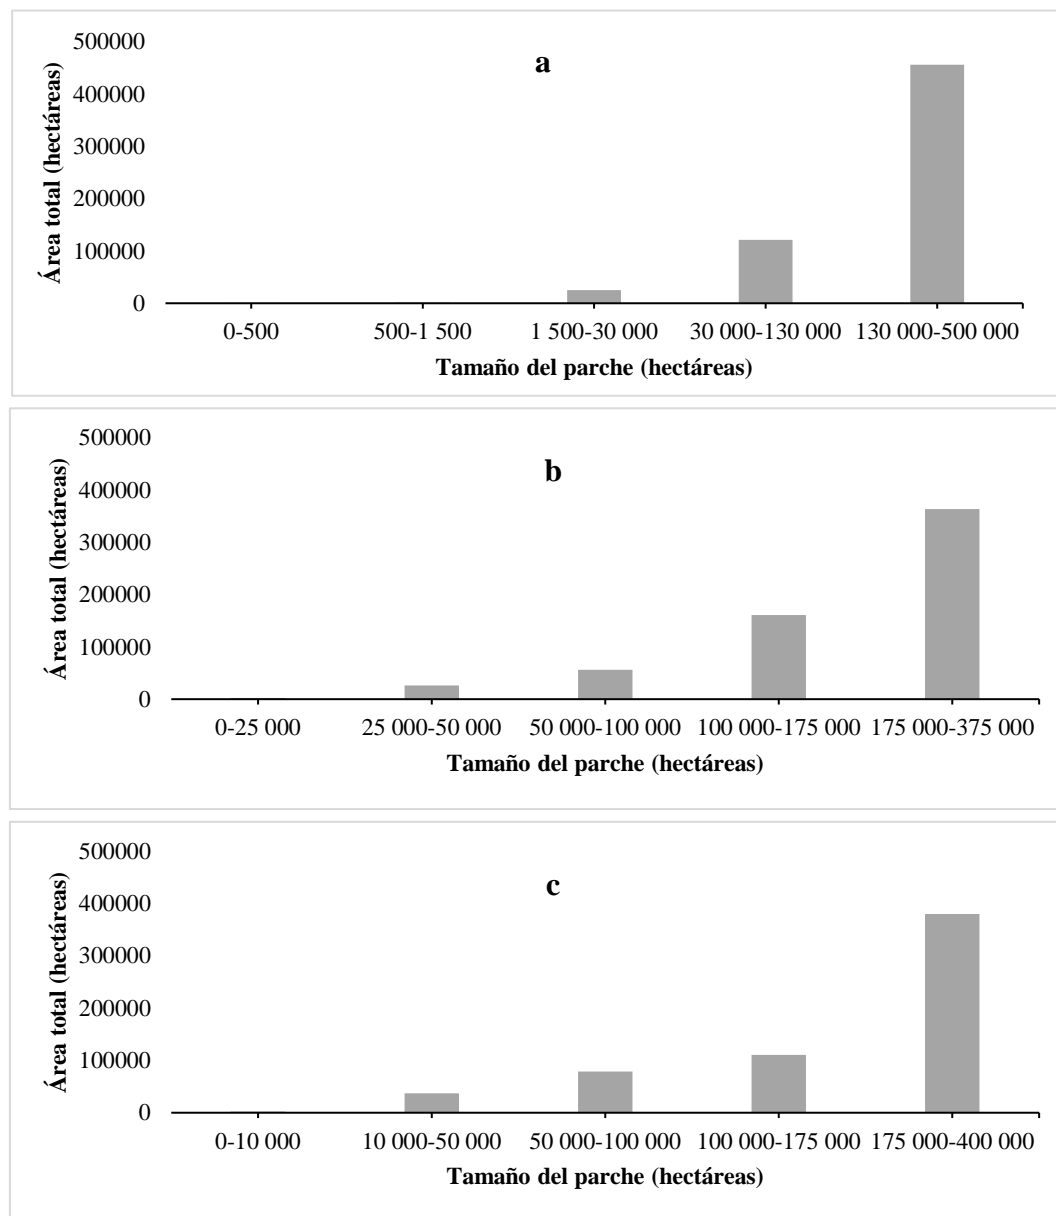 a
Área total (hectáreas)
500000
400000
300000
200000
100000
0
0-500 500-1 500 1 500-30 000 30 000-130 000 130 000-500 000
Tamaño del parche (hectáreas)
b
Área total (hectáreas)
500000
400000
300000
200000
100000
0
0-25 000 25 000-50 000 50 000-100 000 100 000-175 000 175 000-375 000
Tamaño del parche (hectáreas)
c
Área total (hectáreas)
500000
400000
300000
200000
100000
0
0-10 000 10 000-50 000 50 000-100 000 100 000-175 000 175 000-400 000
Tamaño del parche (hectáreas)